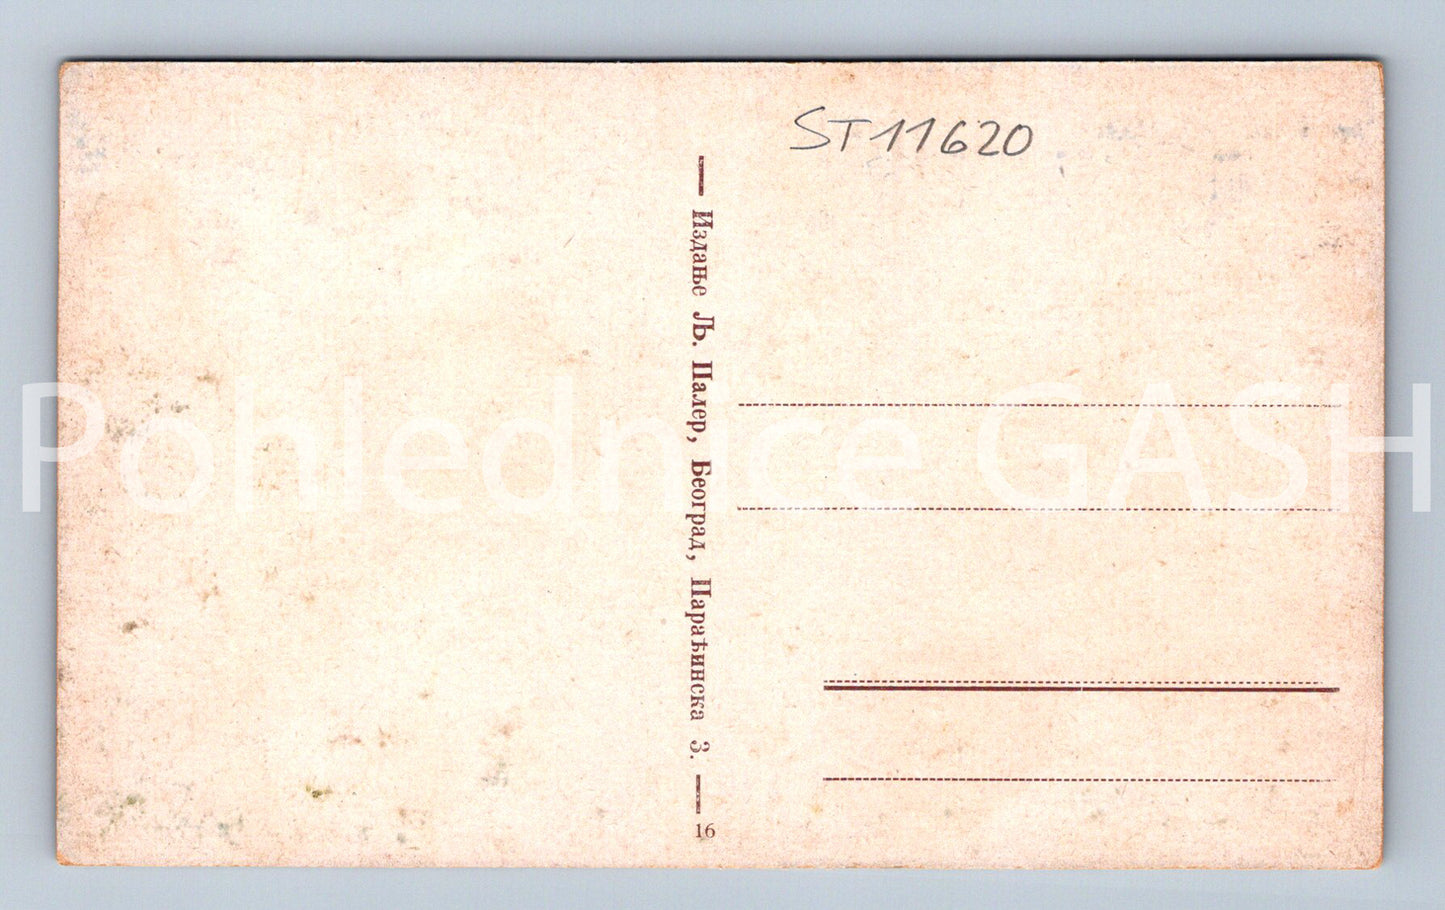 ST11620
— Издање Љ. Палер, Београд, Параћинска 3. —
16
Pohlednice GASH